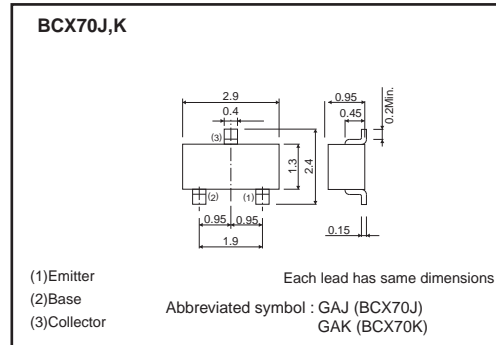 BCX70J,K
2.9
0.4
(3)
0.95
0.45
0.2Min.
1.3
2.4
(2)
(1)
0.95 0.95
1.9
0.15
(1)Emitter
(2)Base
(3)Collector
Each lead has same dimensions
Abbreviated symbol : GAJ (BCX70J)
GAK (BCX70K)